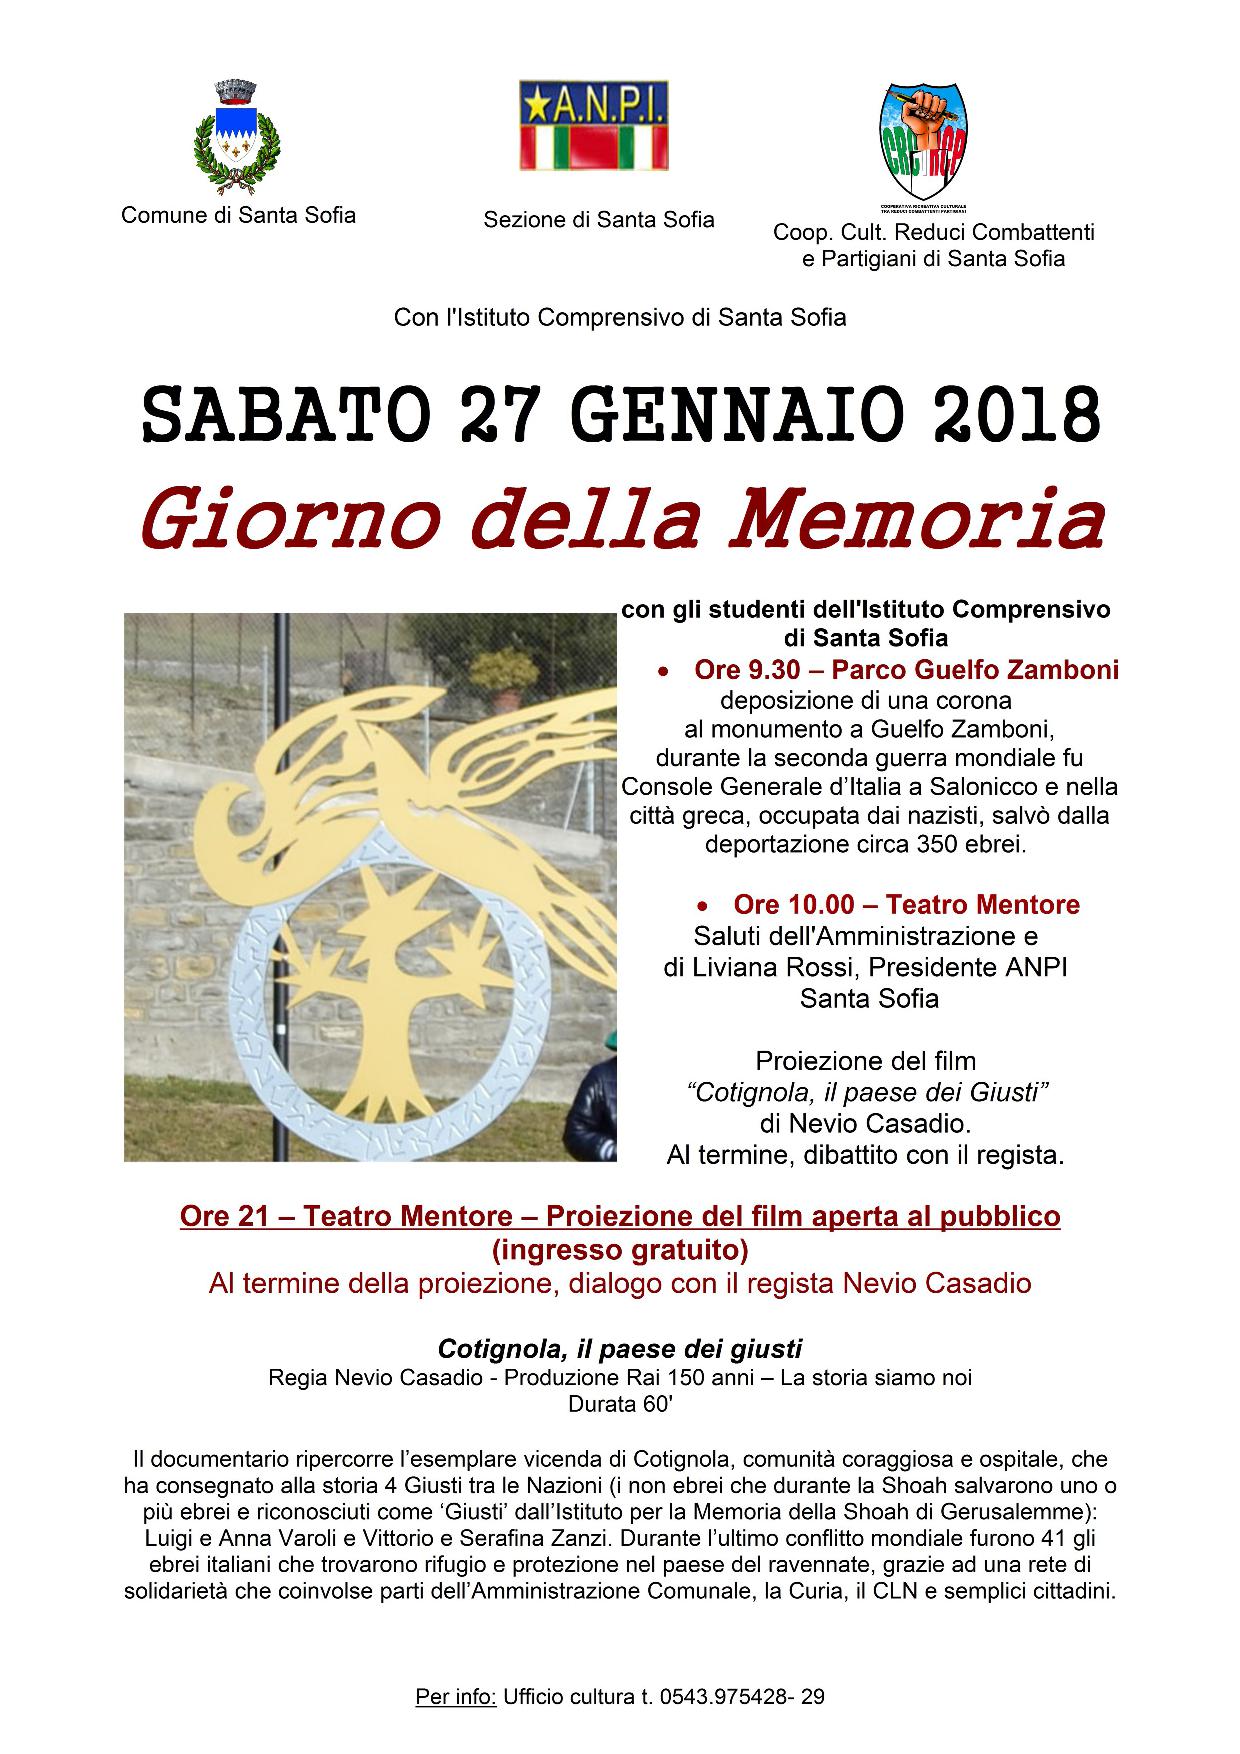 A.N.P.I.
CRC RCP
COOPERATIVA RICREATIVA CULTURALE
TRA REDUCI COMBATTENTI PARTIGIANI
Comune di Santa Sofia
Sezione di Santa Sofia
Coop. Cult. Reduci Combattenti
e Partigiani di Santa Sofia
Con l'Istituto Comprensivo di Santa Sofia
SABATO 27 GENNAIO 2018
Giorno della Memoria
con gli studenti dell'Istituto Comprensivo
di Santa Sofia
• Ore 9.30 – Parco Guelfo Zamboni
deposizione di una corona
al monumento a Guelfo Zamboni,
durante la seconda guerra mondiale fu
Console Generale d’Italia a Salonicco e nella
città greca, occupata dai nazisti, salvò dalla
deportazione circa 350 ebrei.
• Ore 10.00 – Teatro Mentore
Saluti dell'Amministrazione e
di Liviana Rossi, Presidente ANPI
Santa Sofia
Proiezione del film
“Cotignola, il paese dei Giusti”
di Nevio Casadio.
Al termine, dibattito con il regista.
Ore 21 – Teatro Mentore – Proiezione del film aperta al pubblico
(ingresso gratuito)
Al termine della proiezione, dialogo con il regista Nevio Casadio
Cotignola, il paese dei giusti
Regia Nevio Casadio - Produzione Rai 150 anni – La storia siamo noi
Durata 60'
Il documentario ripercorre l’esemplare vicenda di Cotignola, comunità coraggiosa e ospitale, che
ha consegnato alla storia 4 Giusti tra le Nazioni (i non ebrei che durante la Shoah salvarono uno o
più ebrei e riconosciuti come ‘Giusti’ dall’Istituto per la Memoria della Shoah di Gerusalemme):
Luigi e Anna Varoli e Vittorio e Serafina Zanzi. Durante l’ultimo conflitto mondiale furono 41 gli
ebrei italiani che trovarono rifugio e protezione nel paese del ravennate, grazie ad una rete di
solidarietà che coinvolse parti dell’Amministrazione Comunale, la Curia, il CLN e semplici cittadini.
Per info: Ufficio cultura t. 0543.975428- 29